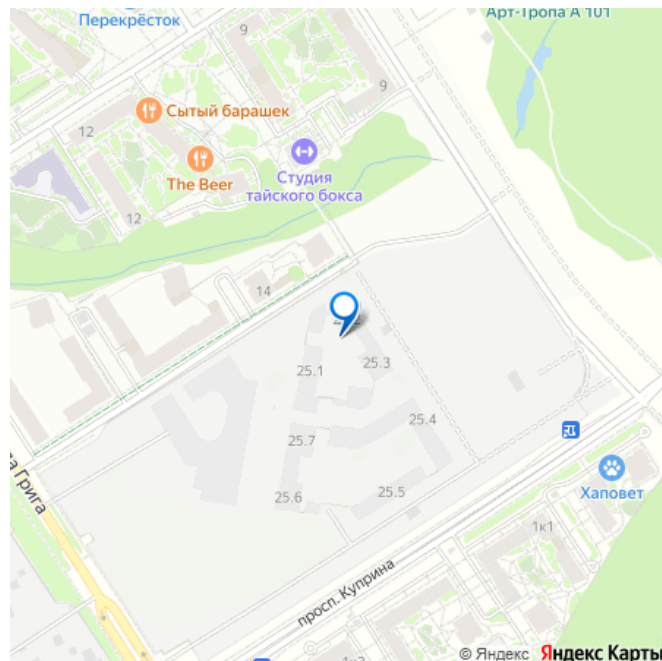 Арт-Тропа А 101
Перекрёсток
9
9
Сытый барашек
12
The Beer
Студия
тайского бокса
12
14
25.1
25.3
25.4
25.7
25.6
25.5
Грига
Хаповет
1к1
просп. Куприна
© Яндекс Яндекс Карты